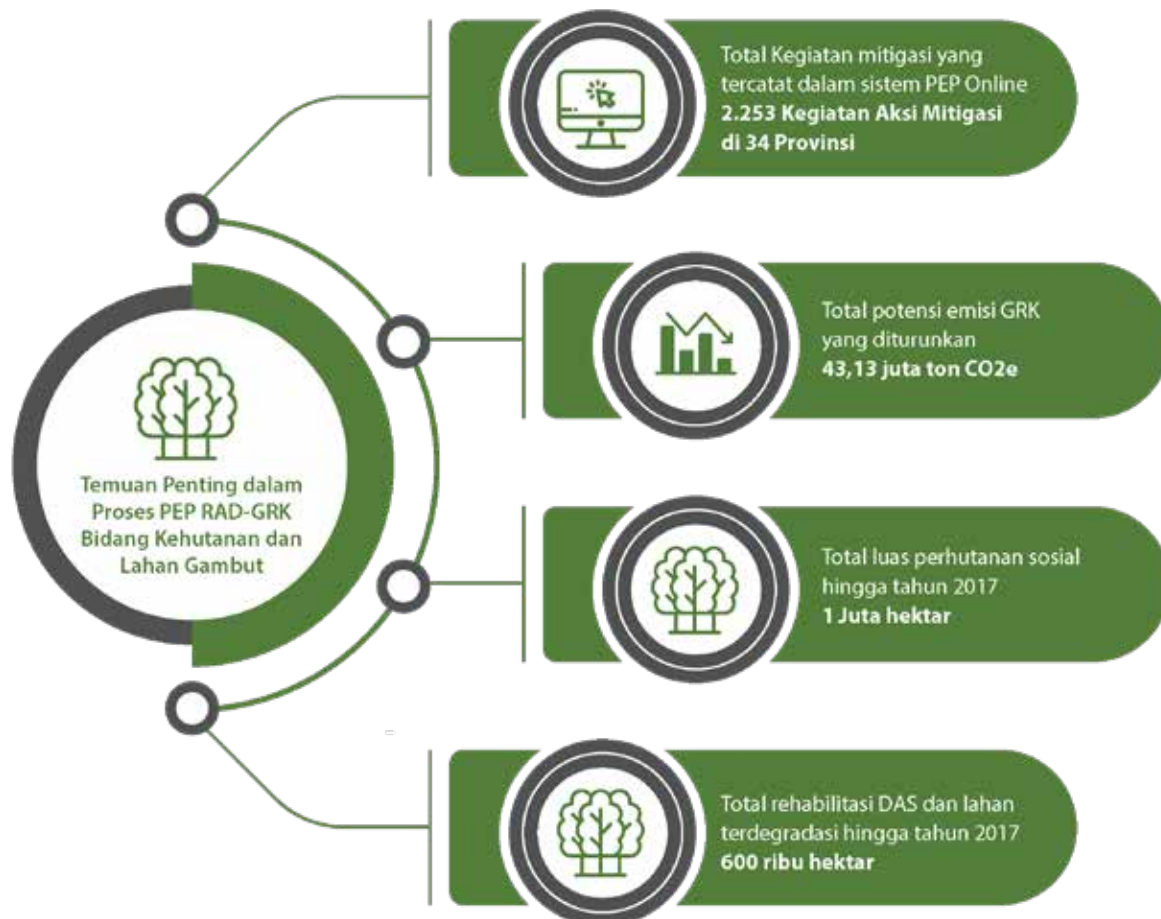 Total Kegiatan mitigasi yang
tercatat dalam sistem PEP Online
2.253 Kegiatan Aksi Mitigasi
di 34 Provinsi
Total potensi emisi GRK
yang diturunkan
43,13 juta ton CO2e
Temuan Penting dalam
Proses PEP RAD-GRK
Bidang Kehutanan dan
Lahan Gambut
Total luas perhutanan sosial
hingga tahun 2017
1 Juta hektar
Total rehabilitasi DAS dan lahan
terdegradasi hingga tahun 2017
600 ribu hektar